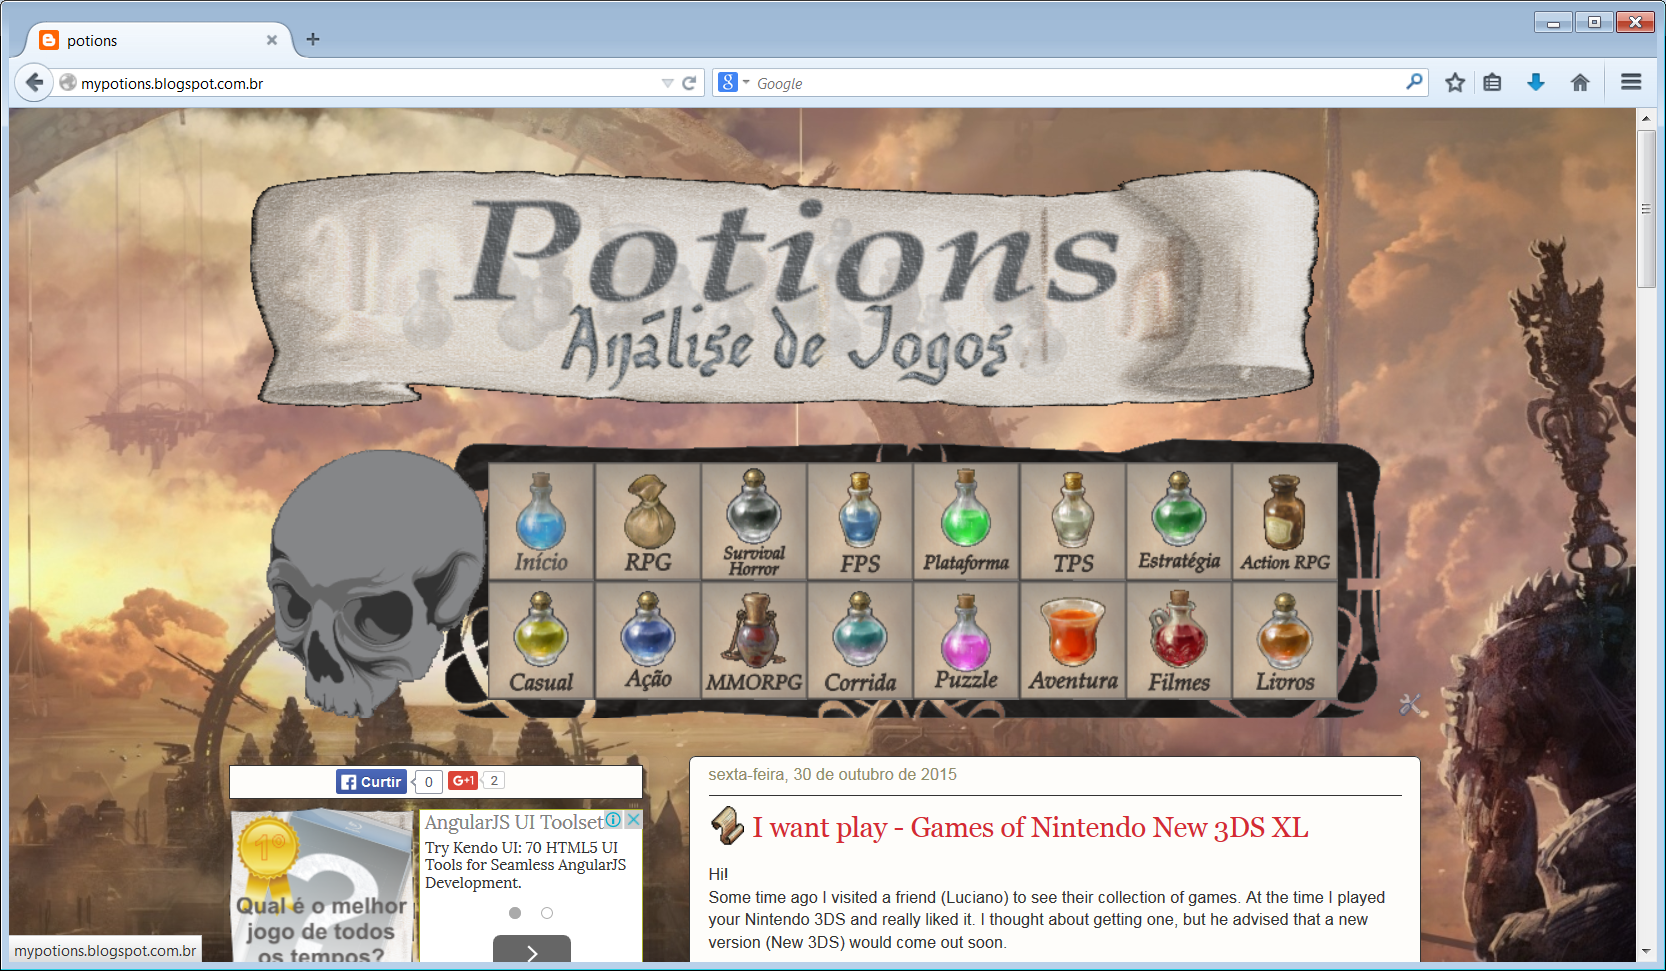 potions
mypotions.blogspot.com.br
Google
Potions
Análise de Jogos
Início
RPG
Survival
Horror
FPS
Plataforma
TPS
Estratégia
Action RPG
Casual
Ação
MMORPG
Corrida
Puzzle
Aventura
Filmes
Livros
Curtir
0
G+1
2
1º
Qual é o melhor
jogo de todos
os tempos?
AngularJS UI Toolset
Try Kendo UI: 70 HTML5 UI
Tools for Seamless AngularJS
Development.
sexta-feira, 30 de outubro de 2015
I want play - Games of Nintendo New 3DS XL
Hi!
Some time ago I visited a friend (Luciano) to see their collection of games. At the time I played
your Nintendo 3DS and really liked it. I thought about getting one, but he advised that a new
version (New 3DS) would come out soon.
mypotions.blogspot.com.br